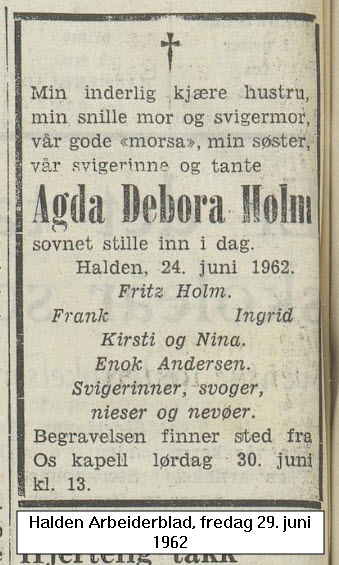 Min inderlig kjære hustru,
min snille mor og svigermor,
vår gode «morsa», min søster,
vår svigerinne og tante
Agda Debora Holm
sovnet stille inn i dag.
Halden, 24. juni 1962.
Fritz Holm.
Frank Ingrid
Kirsti og Nina.
Enok Andersen.
Svigerinner, svoger,
nieser og nevøer.
Begravelsen finner sted fra
Os kapell lørdag 30. juni
kl. 13.
Halden Arbeiderblad, fredag 29. juni
1962
Hjertelig takk